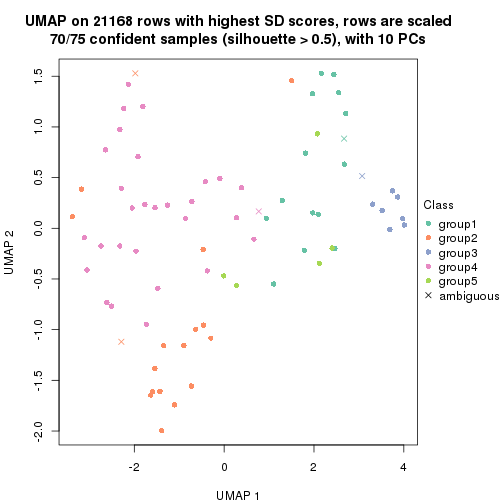 UMAP on 21168 rows with highest SD scores, rows are scaled
70/75 confident samples (silhouette > 0.5), with 10 PCs
1.5
1.0
0.5
0.0
-0.5
-1.0
-1.5
-2.0
UMAP 2
-2
0
2
4
UMAP 1
Class
group1
group2
group3
group4
group5
ambiguous